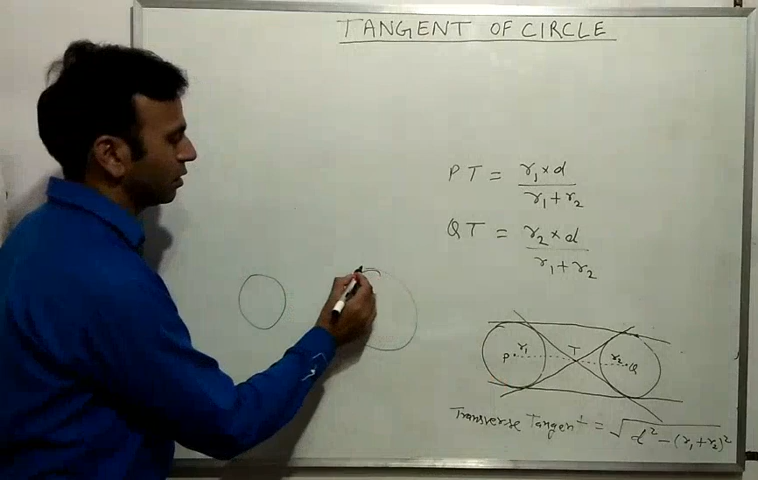 TANGENT OF CIRCLE
PT = r₁ × d / r₁ + r₂
QT = r₂ × d / r₁ + r₂
P r₁ T r₂ Q
Transverse Tangent = √d² - (r₁ + r₂)²